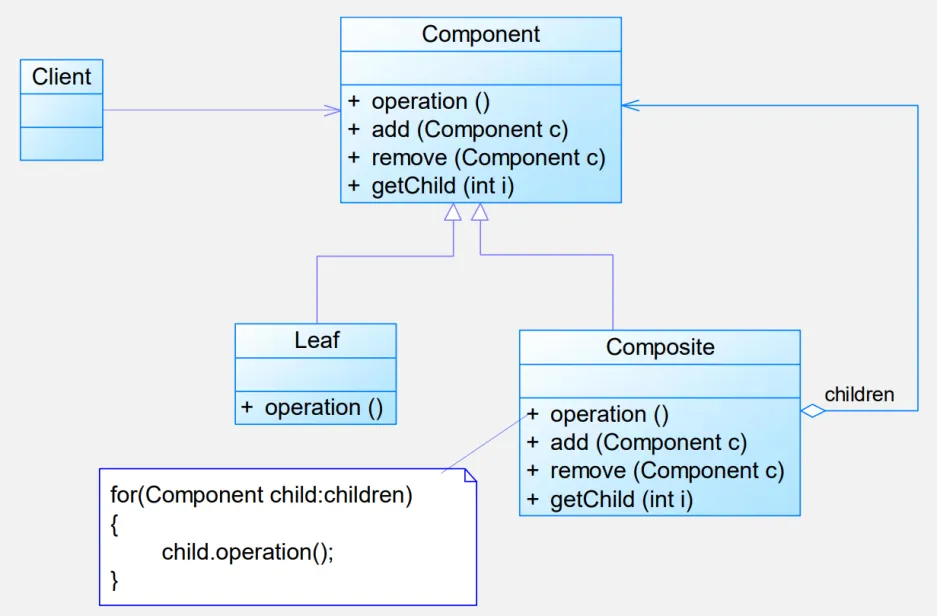 Component
+ operation ()
+ add (Component c)
+ remove (Component c)
+ getChild (int i)
Client
Leaf
+ operation ()
Composite
+ operation ()
+ add (Component c)
+ remove (Component c)
+ getChild (int i)
children
for(Component child:children)
{
child.operation();
}